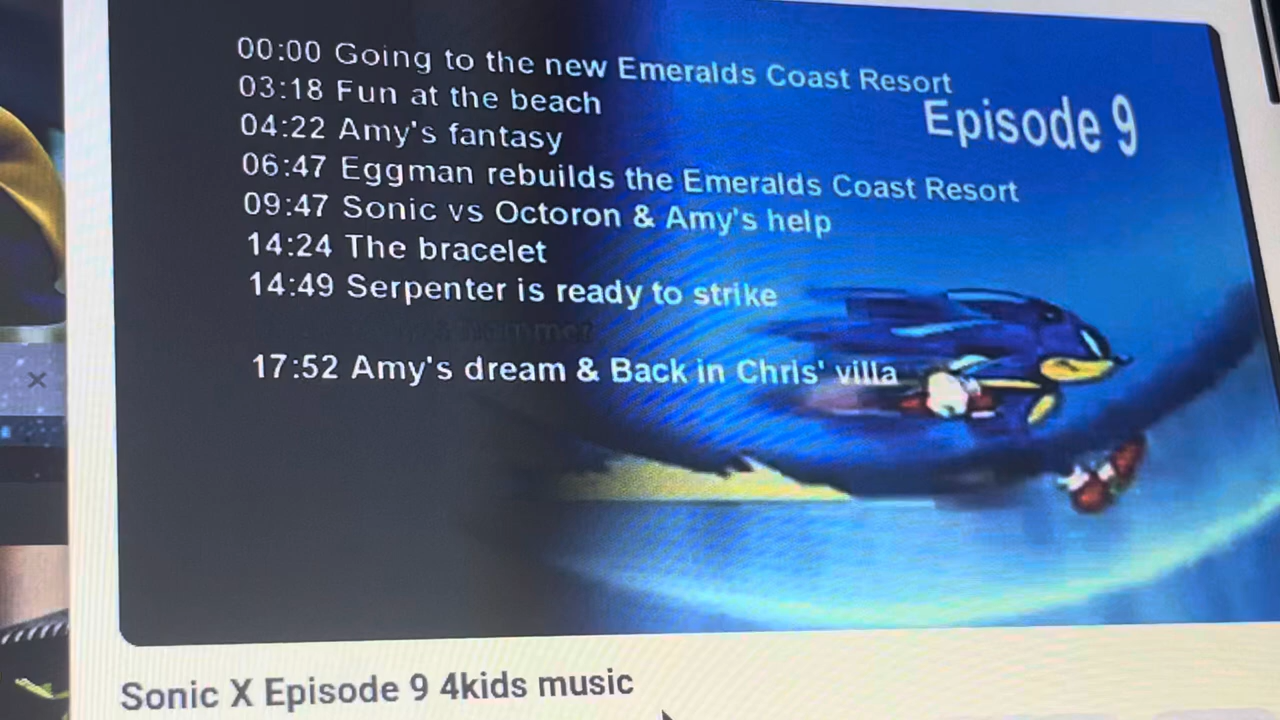 00:00 Going to the new Emeralds Coast Resort
03:18 Fun at the beach
Episode 9
04:22 Amy's fantasy
06:47 Eggman rebuilds the Emeralds Coast Resort
09:47 Sonic vs Octoron & Amy's help
14:24 The bracelet
14:49 Serpenter is ready to strike
17:52 Amy's dream & Back in Chris' villa
Sonic X Episode 9 4kids music